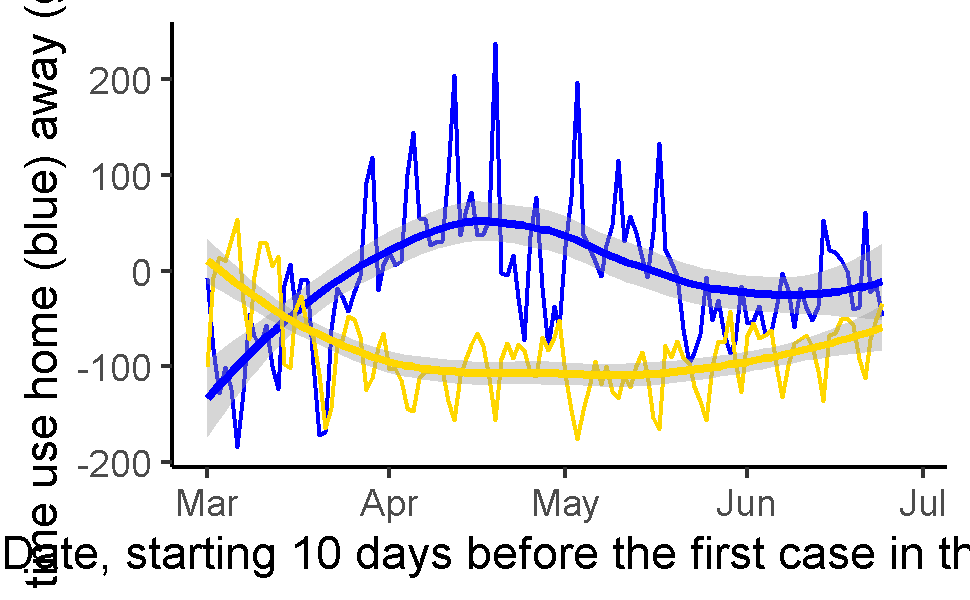 time use home (blue) away (
200
100
0
-100
-200
Mar Apr May Jun Jul
Date, starting 10 days before the first case in th